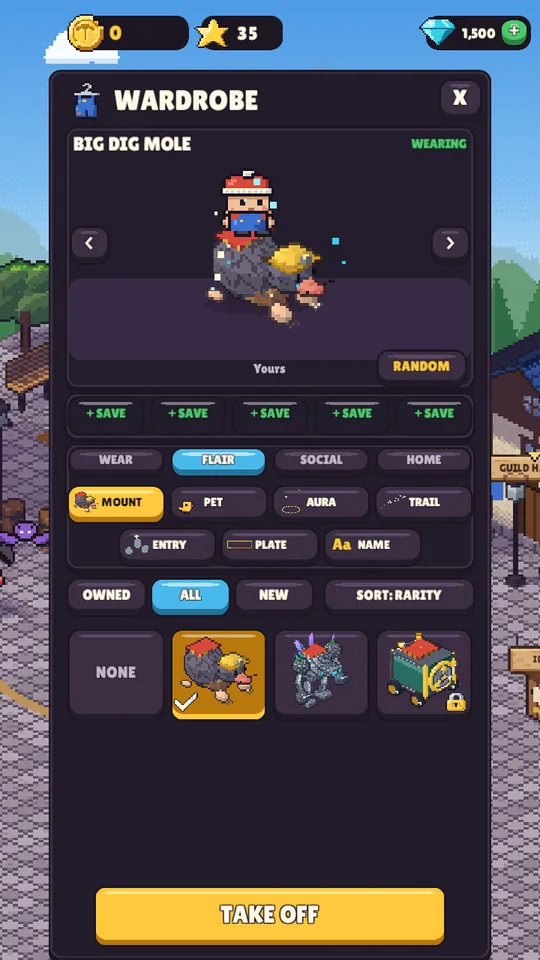 0
35
1,500
WARDROBE
X
BIG DIG MOLE
WEARING
Yours
RANDOM
+ SAVE
+ SAVE
+ SAVE
+ SAVE
+ SAVE
WEAR
FLAIR
SOCIAL
HOME
MOUNT
PET
AURA
TRAIL
ENTRY
PLATE
Aa NAME
OWNED
ALL
NEW
SORT: RARITY
NONE
GUILD H
TAKE OFF